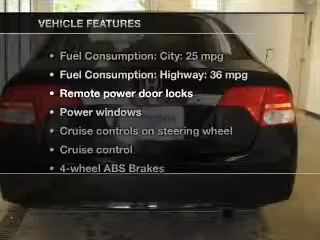 VEHICLE FEATURES
• Fuel Consumption: City: 25 mpg
• Fuel Consumption: Highway: 36 mpg
• Remote power door locks
• Power windows
• Cruise controls on steering wheel
• Cruise control
• 4-wheel ABS Brakes